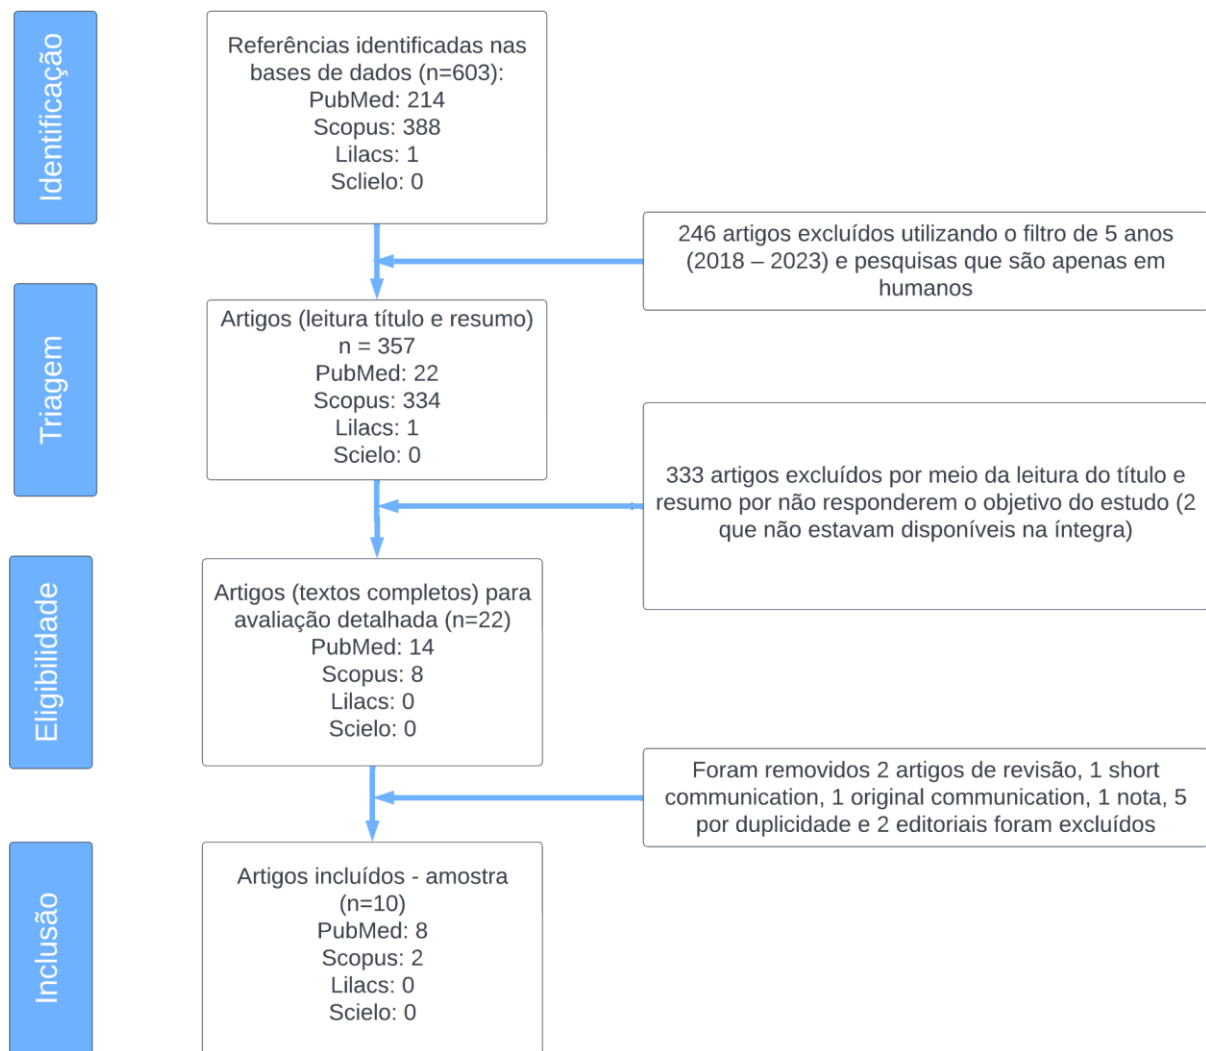 Identificação
Referências identificadas nas
bases de dados (n=603):
PubMed: 214
Scopus: 388
Lilacs: 1
Sclielo: 0
246 artigos excluídos utilizando o filtro de 5 anos
(2018 – 2023) e pesquisas que são apenas em
humanos
Triagem
Artigos (leitura título e resumo)
n = 357
PubMed: 22
Scopus: 334
Lilacs: 1
Scielo: 0
333 artigos excluídos por meio da leitura do título e
resumo por não responderem o objetivo do estudo (2
que não estavam disponíveis na íntegra)
Eligibilidade
Artigos (textos completos) para
avaliação detalhada (n=22)
PubMed: 14
Scopus: 8
Lilacs: 0
Scielo: 0
Foram removidos 2 artigos de revisão, 1 short
communication, 1 original communication, 1 nota, 5
por duplicidade e 2 editoriais foram excluídos
Inclusão
Artigos incluídos - amostra
(n=10)
PubMed: 8
Scopus: 2
Lilacs: 0
Scielo: 0